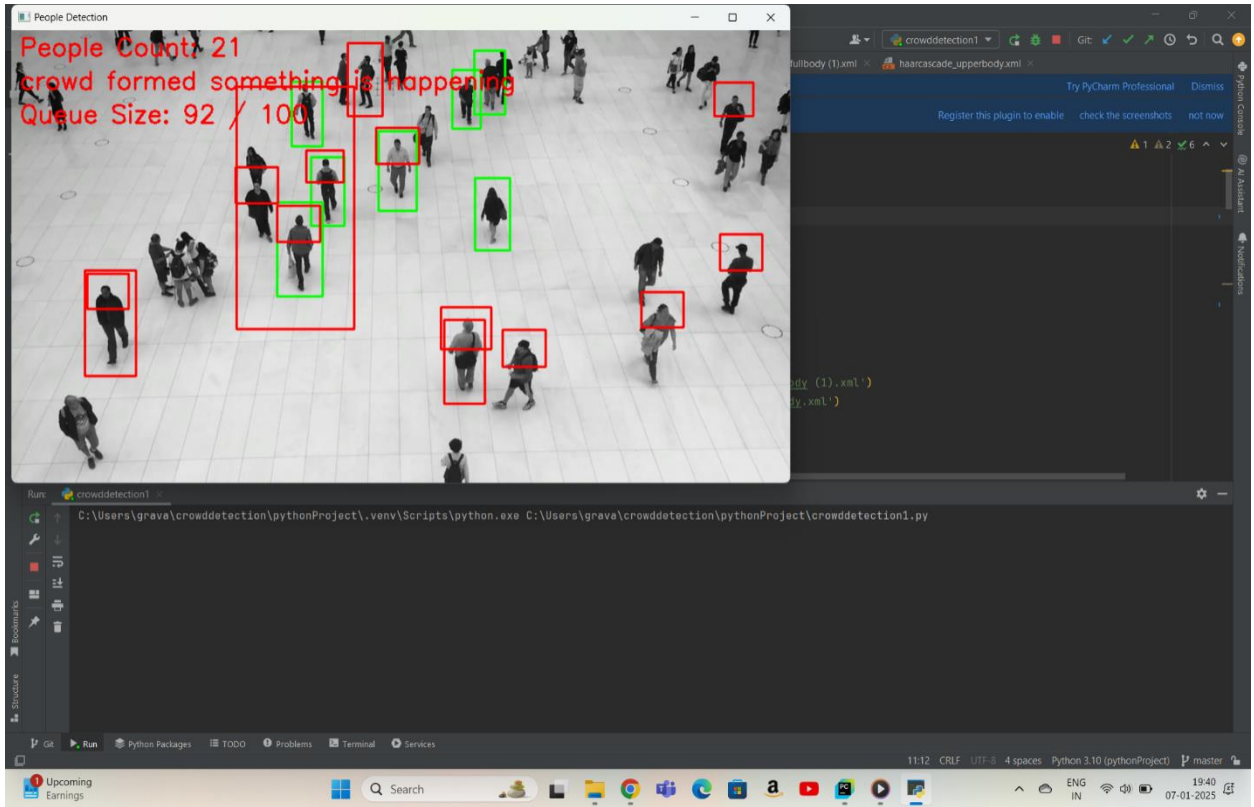 People Detection
People Count: 21
crowd formed something is happening
Queue Size: 92 / 100
crowddetection1
Git:
fullbody (1).xml
haarcascade_upperbody.xml
Try PyCharm Professional Dismiss
Register this plugin to enable check the screenshots not now
1 2 6
Python Console
AI Assistant
Notifications
ody (1).xml')
dy.xml')
Run: crowddetection1
C:\Users\grava\crowddetection\pythonProject\.venv\Scripts\python.exe C:\Users\grava\crowddetection\pythonProject\crowddetection1.py
Bookmarks
Structure
Git Run Python Packages TODO Problems Terminal Services
11:12 CRLF UTF-8 4 spaces Python 3.10 (pythonProject) master
1
Upcoming
Earnings
Search
ENG
IN
19:40
07-01-2025